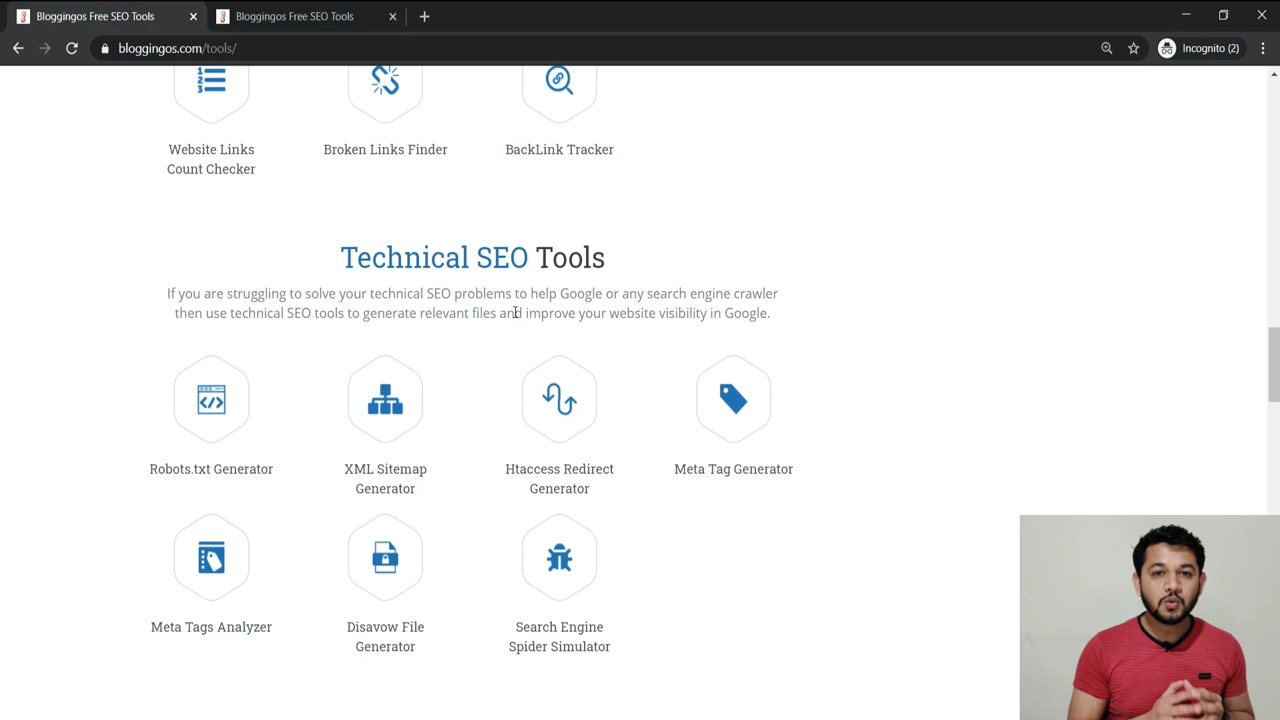 Bloggingos Free SEO Tools
Bloggingos Free SEO Tools
bloggingos.com/tools/
Incognito (2)
1
2
3
Website Links
Count Checker
Broken Links Finder
BackLink Tracker
Technical SEO Tools
If you are struggling to solve your technical SEO problems to help Google or any search engine crawler
then use technical SEO tools to generate relevant files and improve your website visibility in Google.
</>
Robots.txt Generator
XML Sitemap
Generator
Htaccess Redirect
Generator
Meta Tag Generator
Meta Tags Analyzer
Disavow File
Generator
Search Engine
Spider Simulator